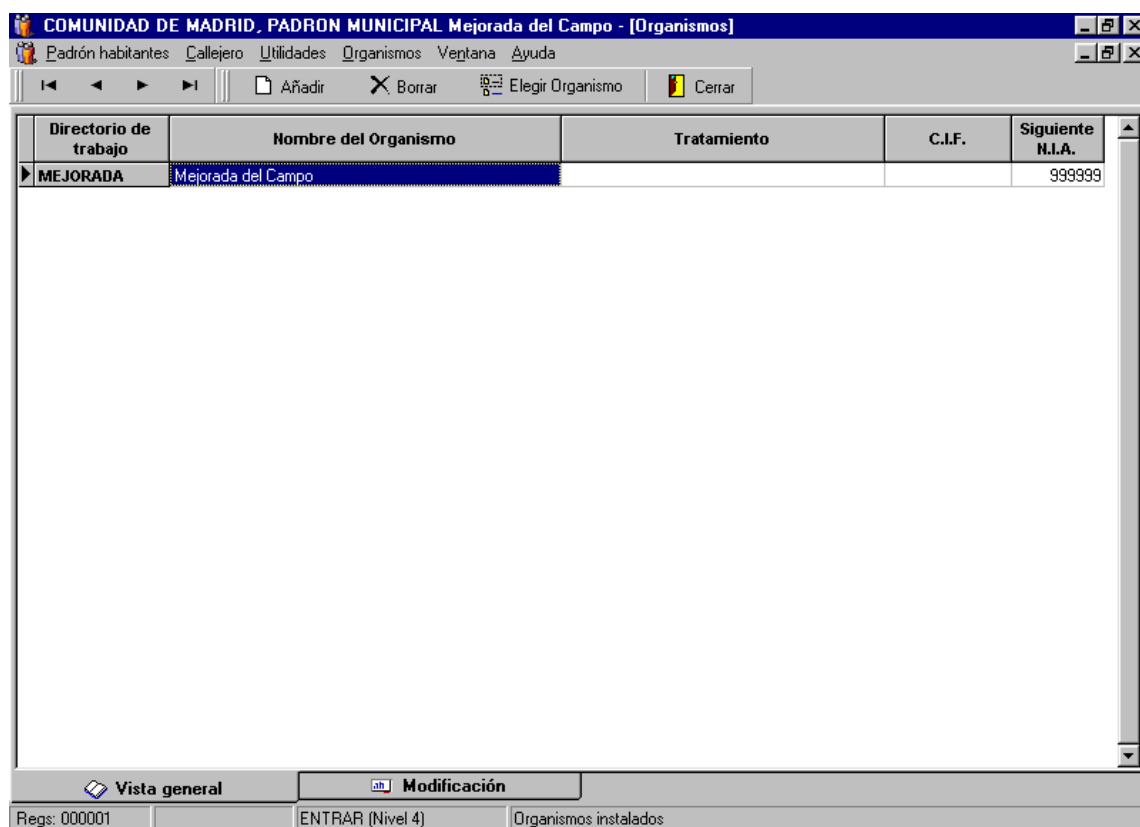 COMUNIDAD DE MADRID, PADRON MUNICIPAL Mejorada del Campo - [Organismos]
Padrón habitantes Callejero Utilidades Organismos Ventana Ayuda
Añadir Borrar Elegir Organismo Cerrar
Directorio de trabajo Nombre del Organismo Tratamiento C.I.F. Siguiente N.I.A.
MEJORADA Mejorada del Campo 999999
Vista general Modificación
Regs: 000001 ENTRAR (Nivel 4) Organismos instalados